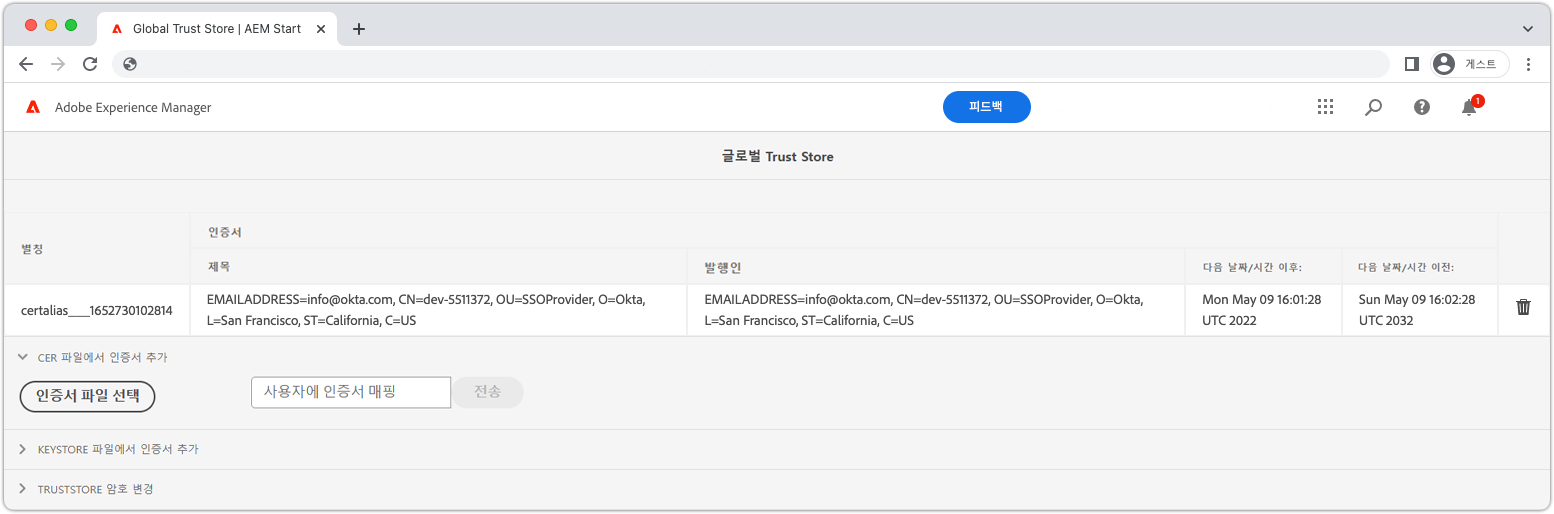 Global Trust Store | AEM Start
게스트
Adobe Experience Manager
피드백
1
글로벌 Trust Store
별칭
인증서
제목
발행인
다음 날짜/시간 이후:
다음 날짜/시간 이전:
certalias___1652730102814
EMAILADDRESS=info@okta.com, CN=dev-5511372, OU=SSOProvider, O=Okta,
L=San Francisco, ST=California, C=US
EMAILADDRESS=info@okta.com, CN=dev-5511372, OU=SSOProvider, O=Okta,
L=San Francisco, ST=California, C=US
Mon May 09 16:01:28
UTC 2022
Sun May 09 16:02:28
UTC 2032
CER 파일에서 인증서 추가
인증서 파일 선택
사용자에 인증서 매핑
전송
KEYSTORE 파일에서 인증서 추가
TRUSTSTORE 암호 변경